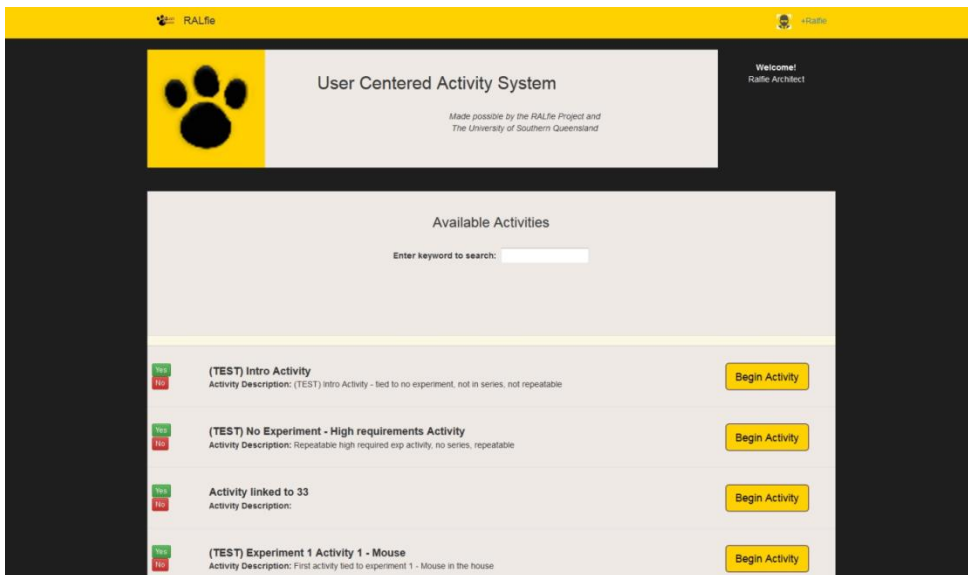 RALfie
+Ralfie
User Centered Activity System
Made possible by the RALfie Project and
The University of Southern Queensland
Welcome!
Ralfie Architect
Available Activities
Enter keyword to search:
Yes
No
(TEST) Intro Activity
Activity Description: (TEST) Intro Activity - tied to no experiment, not in series, not repeatable
Begin Activity
Yes
No
(TEST) No Experiment - High requirements Activity
Activity Description: Repeatable high required exp activity, no series, repeatable
Begin Activity
Yes
No
Activity linked to 33
Activity Description:
Begin Activity
Yes
No
(TEST) Experiment 1 Activity 1 - Mouse
Activity Description: First activity tied to experiment 1 - Mouse in the house
Begin Activity